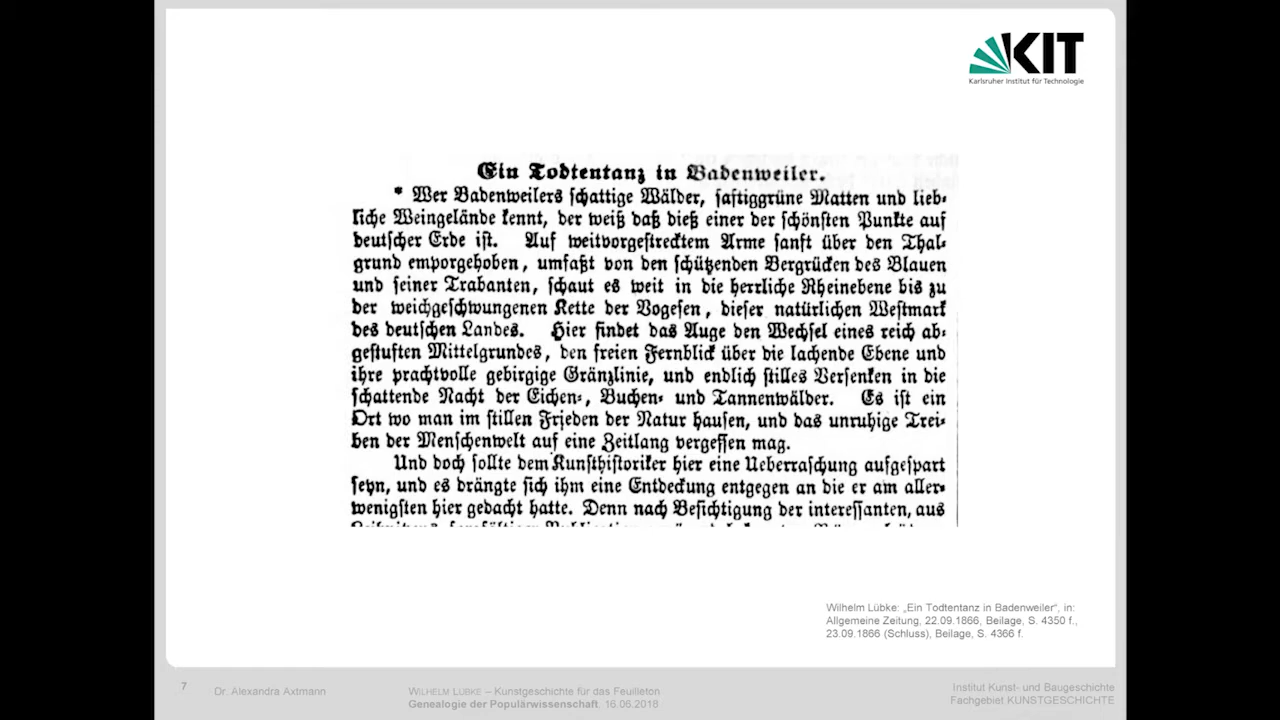 KIT
Karlsruher Institut für Technologie
Ein Todtentanz in Badenweiler.
* Wer Badenweilers schattige Wälder, saftiggrüne Matten und lieb-
liche Weingelände kennt, der weiß daß dieß einer der schönsten Punkte auf
deutscher Erde ist. Auf weitvorgestrecktem Arme sanft über den Thal-
grund emporgehoben, umfaßt von den schützenden Bergrücken des Blauen
und seiner Trabanten, schaut es weit in die herrliche Rheinebene bis zu
der weichgeschwungenen Kette der Vogesen, dieser natürlichen Westmark
des deutschen Landes. Hier findet das Auge den Wechsel eines reich ab-
gestuften Mittelgrundes, den freien Fernblick über die lachende Ebene und
ihre prachtvolle gebirgige Gränzlinie, und endlich stilles Versenken in die
schattende Nacht der Eichen-, Buchen- und Tannenwälder. Es ist ein
Ort wo man im stillen Frieden der Natur hausen, und das unruhige Trei-
ben der Menschenwelt auf eine Zeitlang vergessen mag.
Und doch sollte dem Kunsthistoriker hier eine Ueberraschung aufgespart
seyn, und es drängte sich ihm eine Entdeckung entgegen an die er am aller-
wenigsten hier gedacht hatte. Denn nach Besichtigung der interessanten, aus
Wilhelm Lübke: „Ein Todtentanz in Badenweiler“, in:
Allgemeine Zeitung, 22.09.1866, Beilage, S. 4350 f.,
23.09.1866 (Schluss), Beilage, S. 4366 f.
7
Dr. Alexandra Axtmann
WILHELM LÜBKE – Kunstgeschichte für das Feuilleton
Genealogie der Populärwissenschaft. 16.06.2018
Institut Kunst- und Baugeschichte
Fachgebiet KUNSTGESCHICHTE